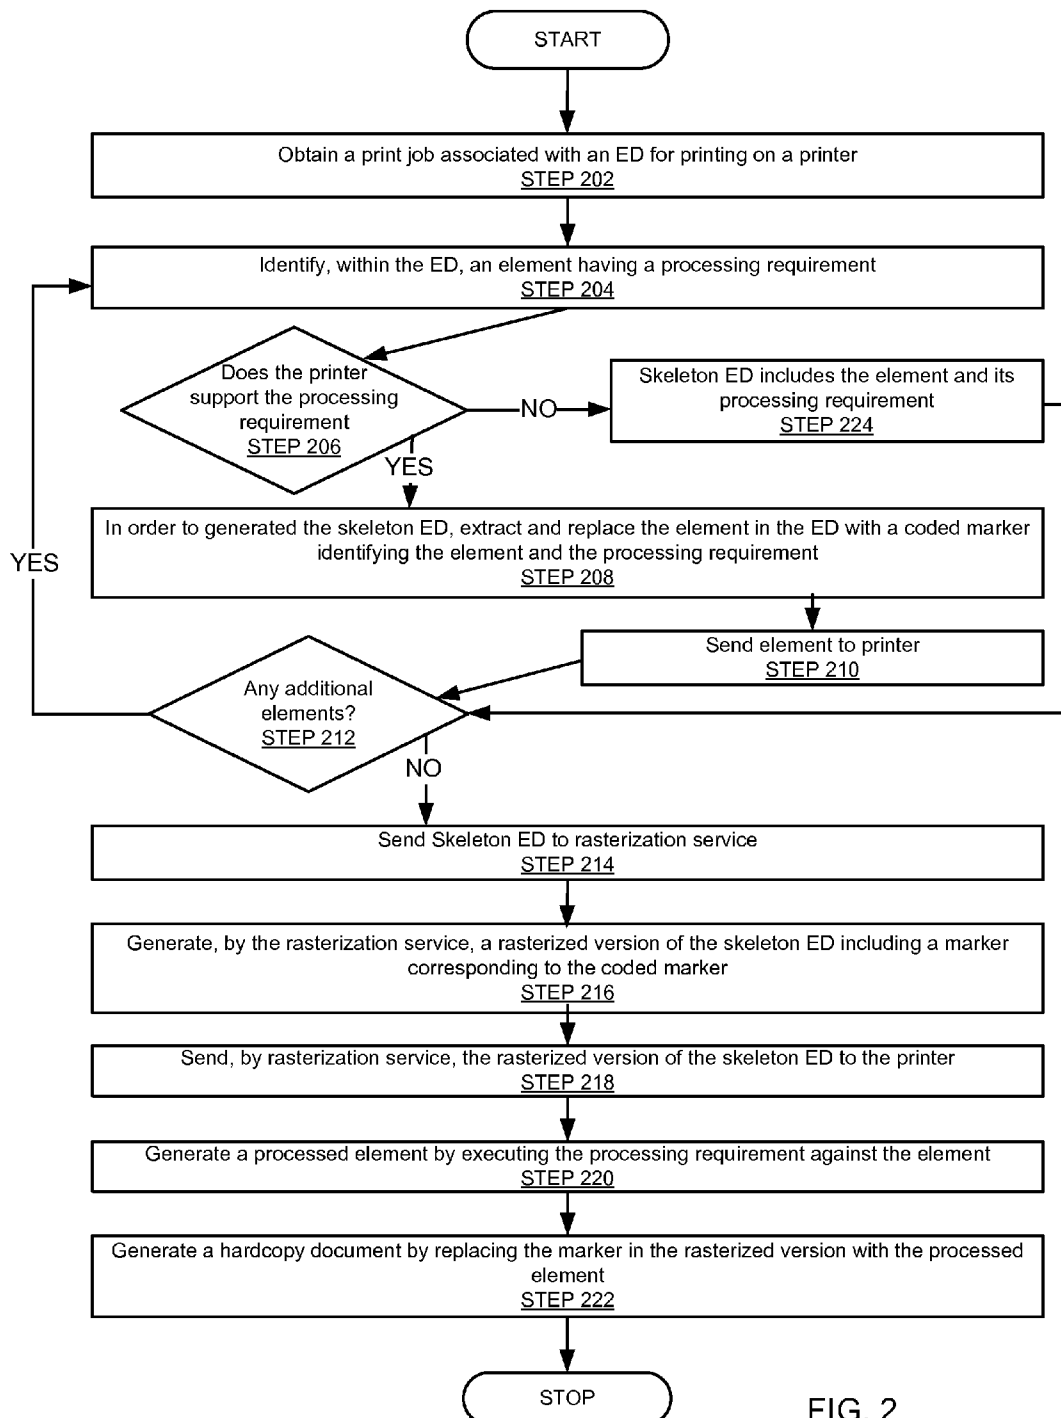 START
Obtain a print job associated with an ED for printing on a printer
STEP 202
Identify, within the ED, an element having a processing requirement
STEP 204
Does the printer
support the processing
requirement
STEP 206
NO
Skeleton ED includes the element and its
processing requirement
STEP 224
YES
In order to generated the skeleton ED, extract and replace the element in the ED with a coded marker
identifying the element and the processing requirement
STEP 208
YES
Send element to printer
STEP 210
Any additional
elements?
STEP 212
NO
Send Skeleton ED to rasterization service
STEP 214
Generate, by the rasterization service, a rasterized version of the skeleton ED including a marker
corresponding to the coded marker
STEP 216
Send, by rasterization service, the rasterized version of the skeleton ED to the printer
STEP 218
Generate a processed element by executing the processing requirement against the element
STEP 220
Generate a hardcopy document by replacing the marker in the rasterized version with the processed
element
STEP 222
STOP
FIG. 2